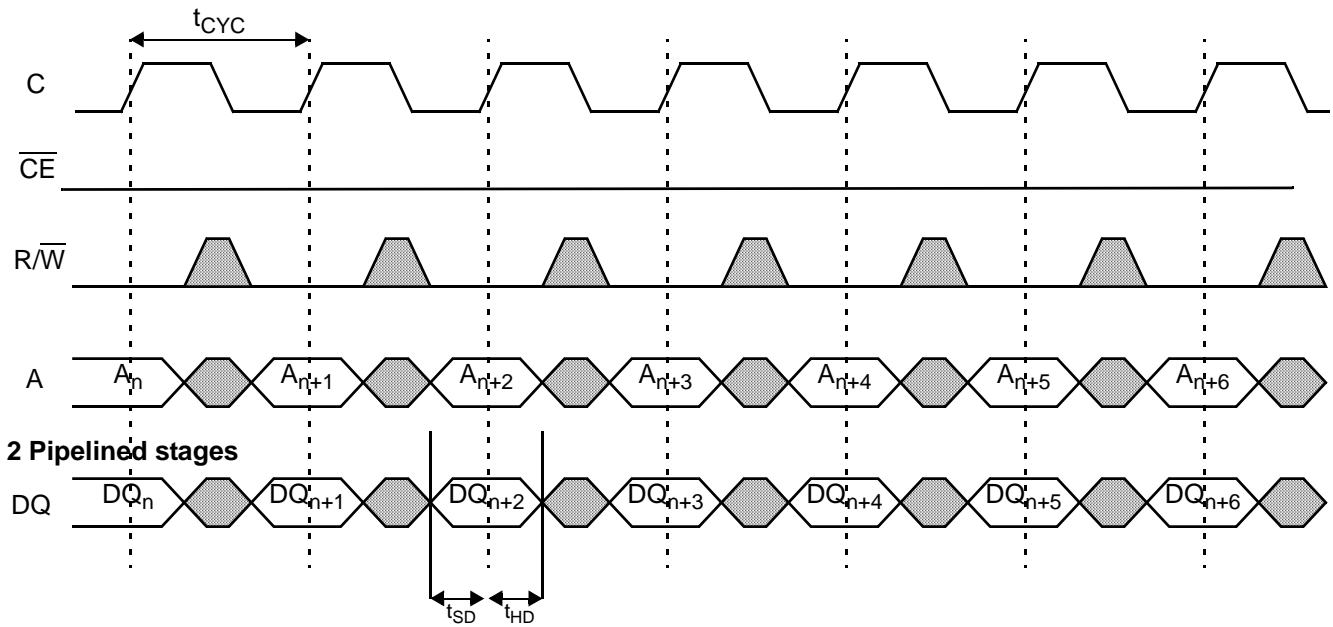 tCYC
C
CE
R/W
A
An An+1 An+2 An+3 An+4 An+5 An+6
2 Pipelined stages
DQ
DQn DQn+1 DQn+2 DQn+3 DQn+4 DQn+5 DQn+6
tSD tHD